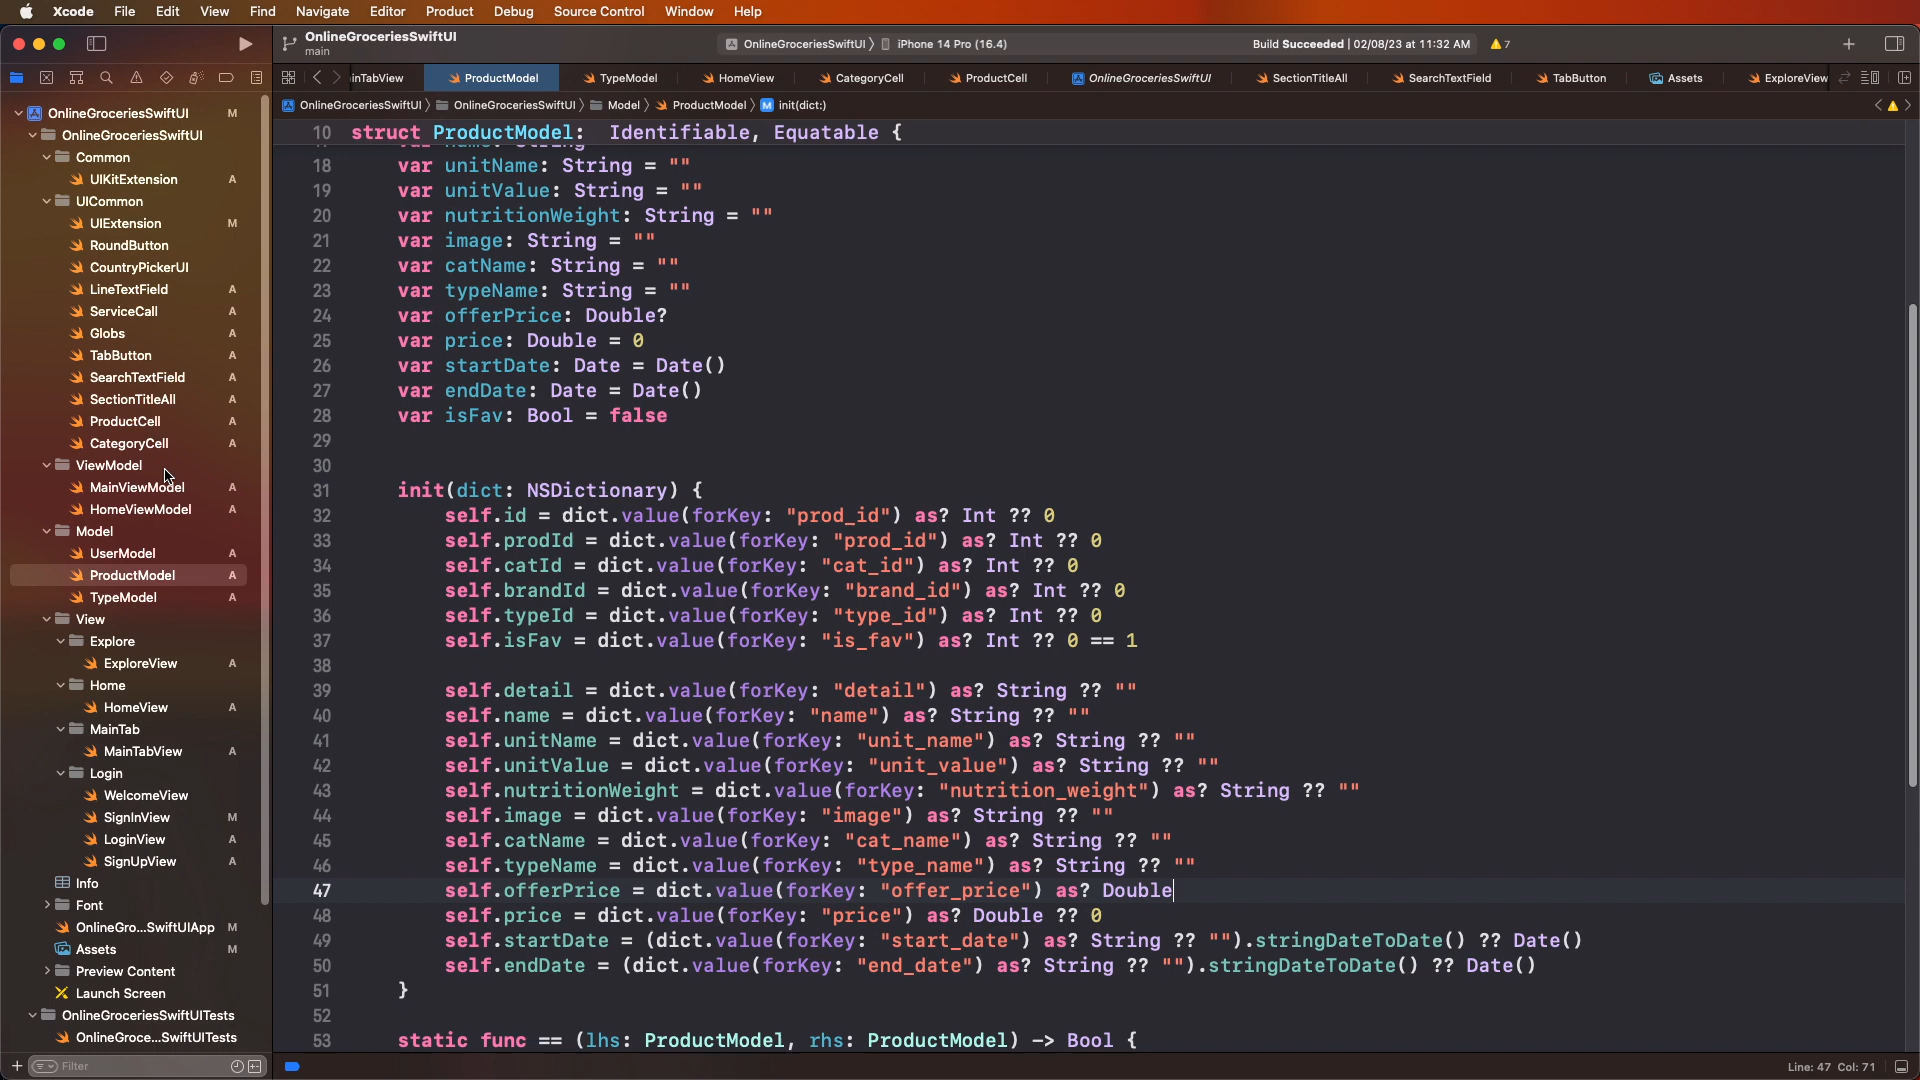 Xcode File Edit View Find Navigate Editor Product Debug Source Control Window Help
OnlineGroceriesSwiftUI
main
OnlineGroceriesSwiftUI iPhone 14 Pro (16.4)
Build Succeeded | 02/08/23 at 11:32 AM 7
inTabView ProductModel TypeModel HomeView CategoryCell ProductCell OnlineGroceriesSwiftUI SectionTitleAll SearchTextField TabButton Assets ExploreView
OnlineGroceriesSwiftUI OnlineGroceriesSwiftUI Model ProductModel M init(dict:)
OnlineGroceriesSwiftUI M
OnlineGroceriesSwiftUI
Common
UIKitExtension A
UICommon
UIExtension M
RoundButton
CountryPickerUI
LineTextField A
ServiceCall A
Globs A
TabButton A
SearchTextField A
SectionTitleAll A
ProductCell A
CategoryCell A
ViewModel
MainViewModel A
HomeViewModel A
Model
UserModel A
ProductModel A
TypeModel A
View
Explore
ExploreView A
Home
HomeView A
MainTab
MainTabView A
Login
WelcomeView
SignInView M
LoginView A
SignUpView A
Info
Font
OnlineGro...SwiftUIApp M
Assets M
Preview Content
Launch Screen
OnlineGroceriesSwiftUITests
OnlineGroce...SwiftUITests
Filter
10 struct ProductModel: Identifiable, Equatable {
17 var name: String
18 var unitName: String = ""
19 var unitValue: String = ""
20 var nutritionWeight: String = ""
21 var image: String = ""
22 var catName: String = ""
23 var typeName: String = ""
24 var offerPrice: Double?
25 var price: Double = 0
26 var startDate: Date = Date()
27 var endDate: Date = Date()
28 var isFav: Bool = false
29
30
31 init(dict: NSDictionary) {
32 self.id = dict.value(forKey: "prod_id") as? Int ?? 0
33 self.prodId = dict.value(forKey: "prod_id") as? Int ?? 0
34 self.catId = dict.value(forKey: "cat_id") as? Int ?? 0
35 self.brandId = dict.value(forKey: "brand_id") as? Int ?? 0
36 self.typeId = dict.value(forKey: "type_id") as? Int ?? 0
37 self.isFav = dict.value(forKey: "is_fav") as? Int ?? 0 == 1
38
39 self.detail = dict.value(forKey: "detail") as? String ?? ""
40 self.name = dict.value(forKey: "name") as? String ?? ""
41 self.unitName = dict.value(forKey: "unit_name") as? String ?? ""
42 self.unitValue = dict.value(forKey: "unit_value") as? String ?? ""
43 self.nutritionWeight = dict.value(forKey: "nutrition_weight") as? String ?? ""
44 self.image = dict.value(forKey: "image") as? String ?? ""
45 self.catName = dict.value(forKey: "cat_name") as? String ?? ""
46 self.typeName = dict.value(forKey: "type_name") as? String ?? ""
47 self.offerPrice = dict.value(forKey: "offer_price") as? Double
48 self.price = dict.value(forKey: "price") as? Double ?? 0
49 self.startDate = (dict.value(forKey: "start_date") as? String ?? "").stringDateToDate() ?? Date()
50 self.endDate = (dict.value(forKey: "end_date") as? String ?? "").stringDateToDate() ?? Date()
51 }
52
53 static func == (lhs: ProductModel, rhs: ProductModel) -> Bool {
Line: 47 Col: 71